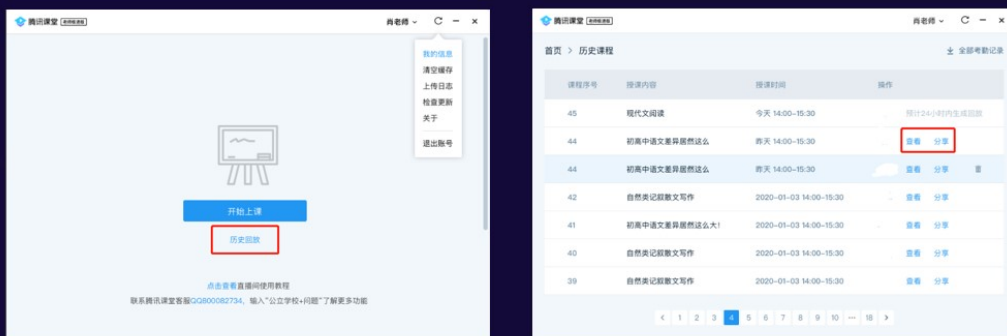 腾讯课堂 老师极速版
肖老师
我的信息
清空缓存
上传日志
检查更新
关于
退出账号
开始上课
历史回放
点击查看直播间使用教程
联系腾讯课堂客服QQ800082734，输入“公立学校+问题”了解更多功能
腾讯课堂 老师极速版
肖老师
首页 > 历史课程 全部考勤记录
课程序号 授课内容 授课时间 操作
45 现代文阅读 今天 14:00-15:30 预计24小时内生成回放
44 初高中语文差异居然这么 昨天 14:00-15:30 查看 分享
44 初高中语文差异居然这么 昨天 14:00-15:30 查看 分享
42 自然类记叙散文写作 2020-01-03 14:00-15:30 查看 分享
41 初高中语文差异居然这么大! 2020-01-03 14:00-15:30 查看 分享
40 自然类记叙散文写作 2020-01-03 14:00-15:30 查看 分享
39 自然类记叙散文写作 2020-01-03 14:00-15:30 查看 分享
< 1 2 3 4 5 6 7 8 9 10 ··· 18 >